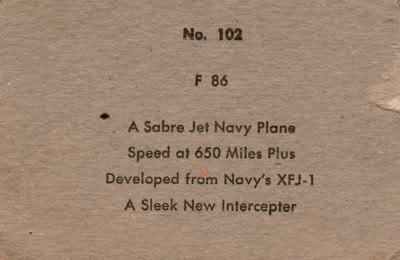 No. 102
F 86
A Sabre Jet Navy Plane
Speed at 650 Miles Plus
Developed from Navy's XFJ-1
A Sleek New Intercepter